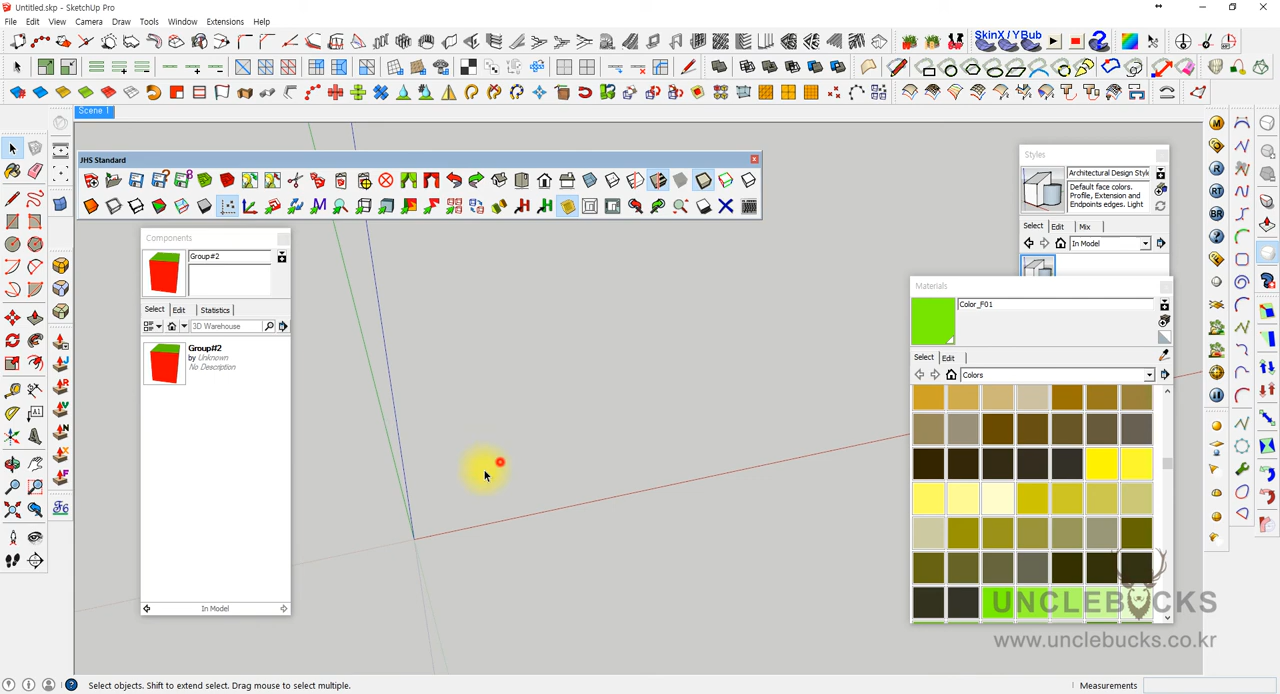 Untitled.skp - SketchUp Pro
File Edit View Camera Draw Tools Window Extensions Help
SkinX / YBub
Scene 1
JHS Standard
Components
Group#2
Select Edit Statistics
3D Warehouse
Group#2
by Unknown
No Description
In Model
Styles
Architectural Design Style
Default face colors.
Profile, Extension and
Endpoints edges. Light
Select Edit Mix
In Model
Materials
Color_F01
Select Edit
Colors
UNCLEBUCKS
www.unclebucks.co.kr
Select objects. Shift to extend select. Drag mouse to select multiple.
Measurements